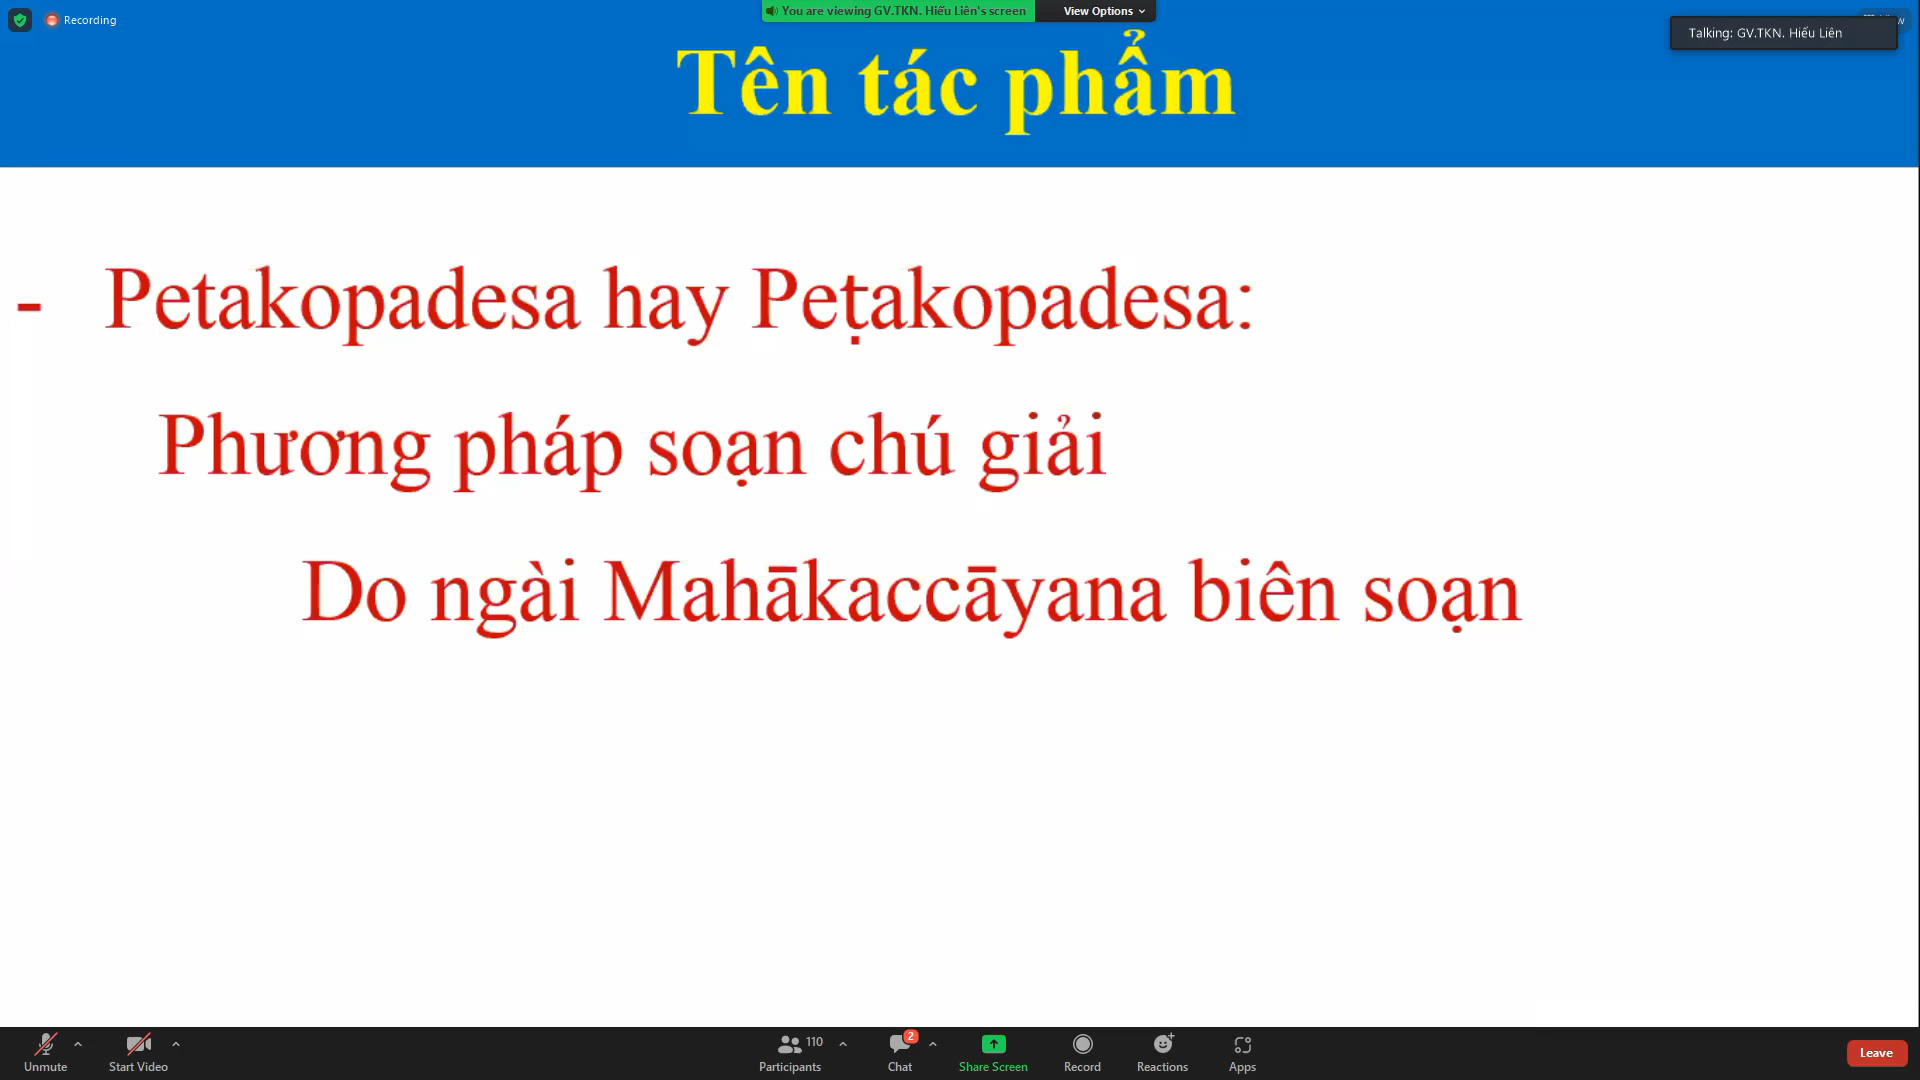 Recording
You are viewing GV.TKN. Hiếu Liên's screen
View Options
Talking: GV.TKN. Hiếu Liên
Tên tác phẩm
- Petakopadesa hay Peṭakopadesa:
Phương pháp soạn chú giải
Do ngài Mahākaccāyana biên soạn
Unmute
Start Video
110
Participants
2
Chat
Share Screen
Record
Reactions
Apps
Leave